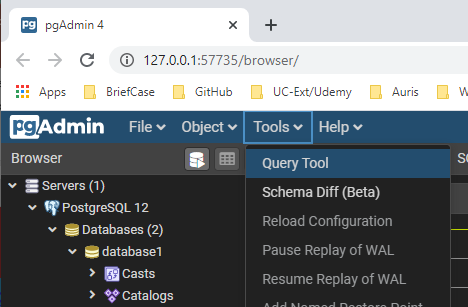 pgAdmin 4
127.0.0.1:57735/browser/
Apps BriefCase GitHub UC-Ext/Udemy Auris
pgAdmin File Object Tools Help
Browser
Query Tool
Servers (1)
Schema Diff (Beta)
PostgreSQL 12
Reload Configuration
Databases (2)
Pause Replay of WAL
database1
Resume Replay of WAL
Casts
Catalogs
Add Named Restore Point